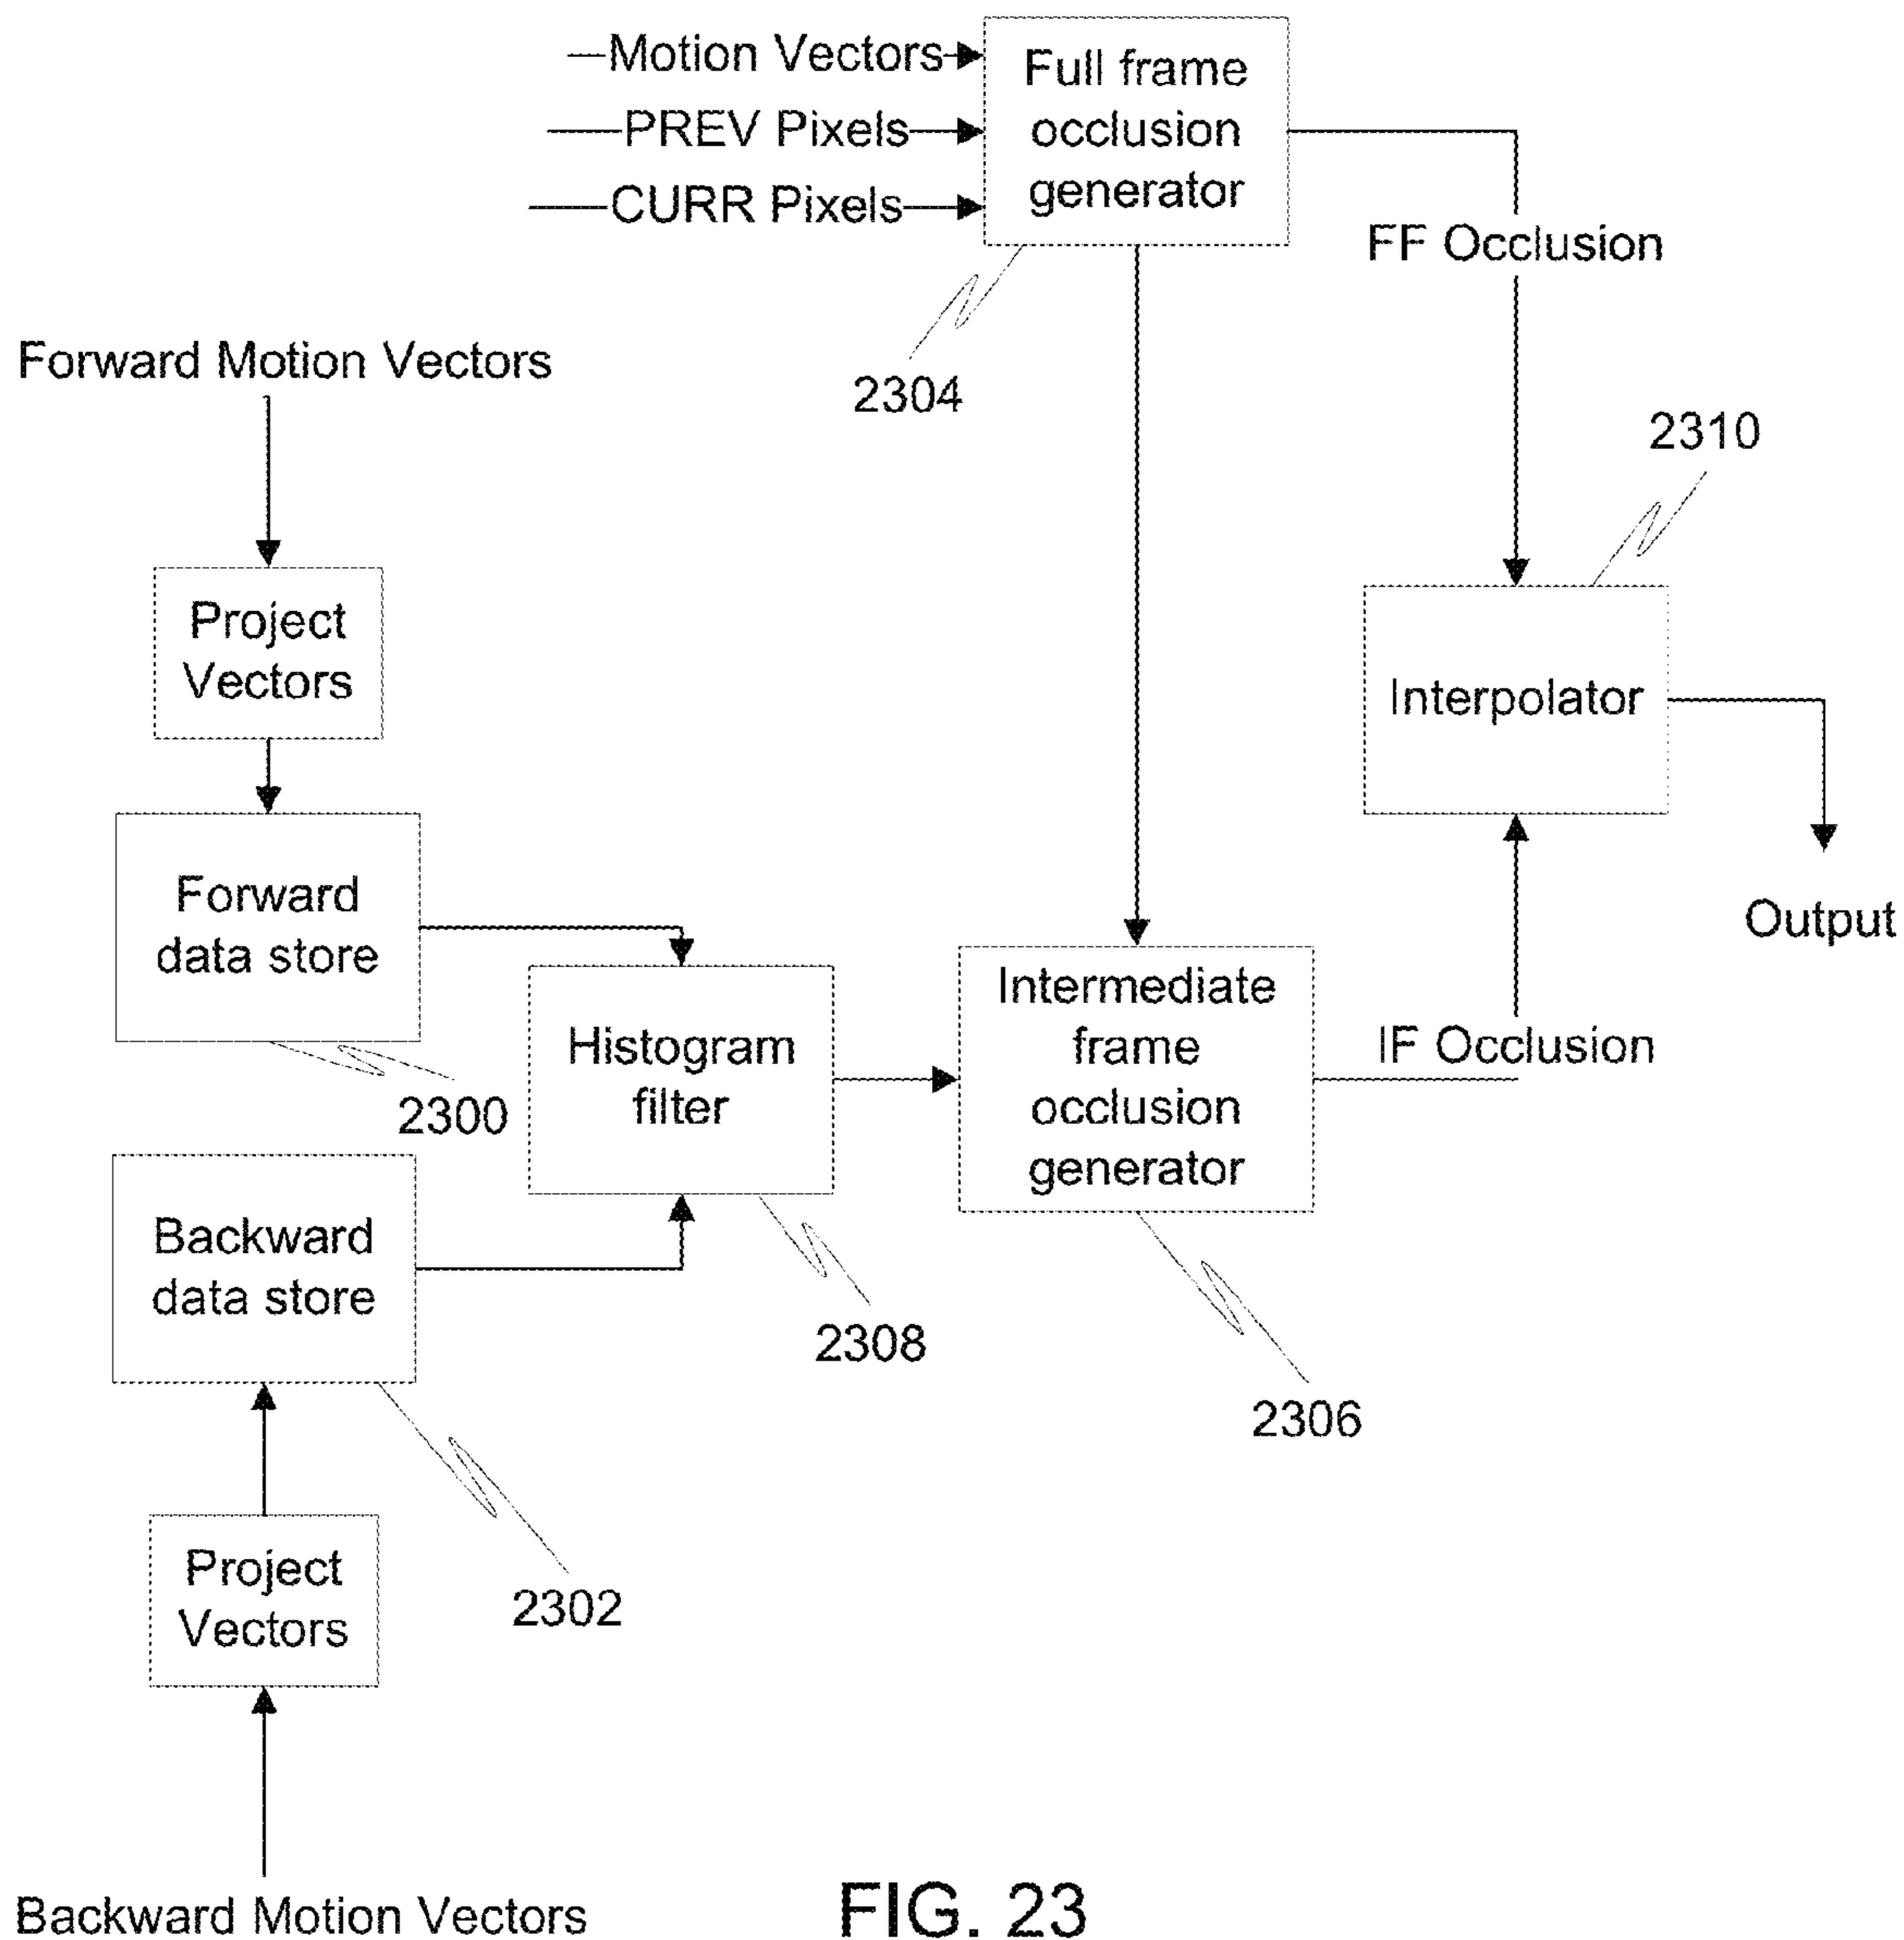 Motion Vectors
PREV Pixels
CURR Pixels
Full frame
occlusion
generator
FF Occlusion
2304
Forward Motion Vectors
2310
Project
Vectors
Interpolator
Forward
data store
Output
2300
Histogram
filter
Intermediate
frame
occlusion
generator
IF Occlusion
Backward
data store
2308
2306
2302
Project
Vectors
Backward Motion Vectors
FIG. 23